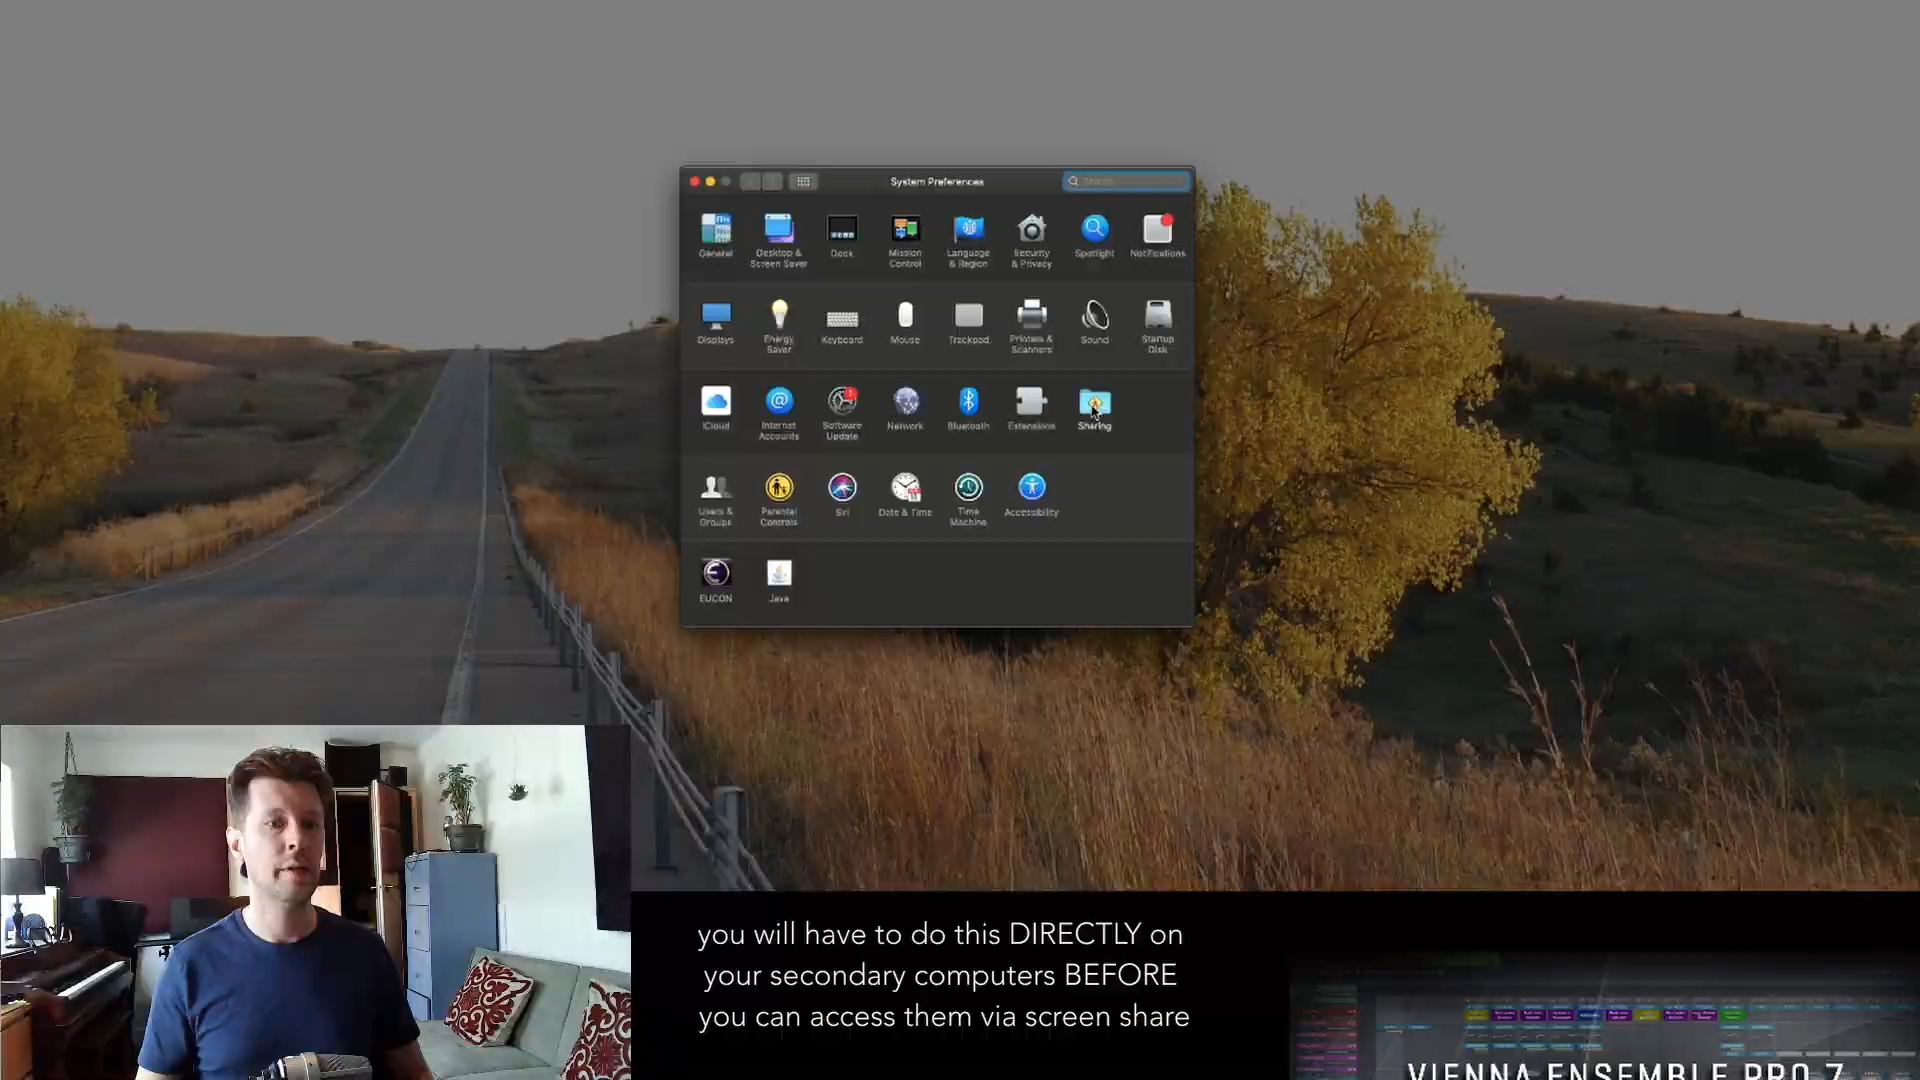 System Preferences
Search
General
Desktop &
Screen Saver
Dock
Mission
Control
Language
& Region
Security
& Privacy
Spotlight
Notifications
Displays
Energy
Saver
Keyboard
Mouse
Trackpad
Printers &
Scanners
Sound
Startup
Disk
iCloud
Internet
Accounts
Software
Update
1
Network
Bluetooth
Extensions
Sharing
Users &
Groups
Parental
Controls
Siri
Date & Time
Time
Machine
Accessibility
EUCON
Java
you will have to do this DIRECTLY on
your secondary computers BEFORE
you can access them via screen share
VIENNA ENSEMBLE PRO 7